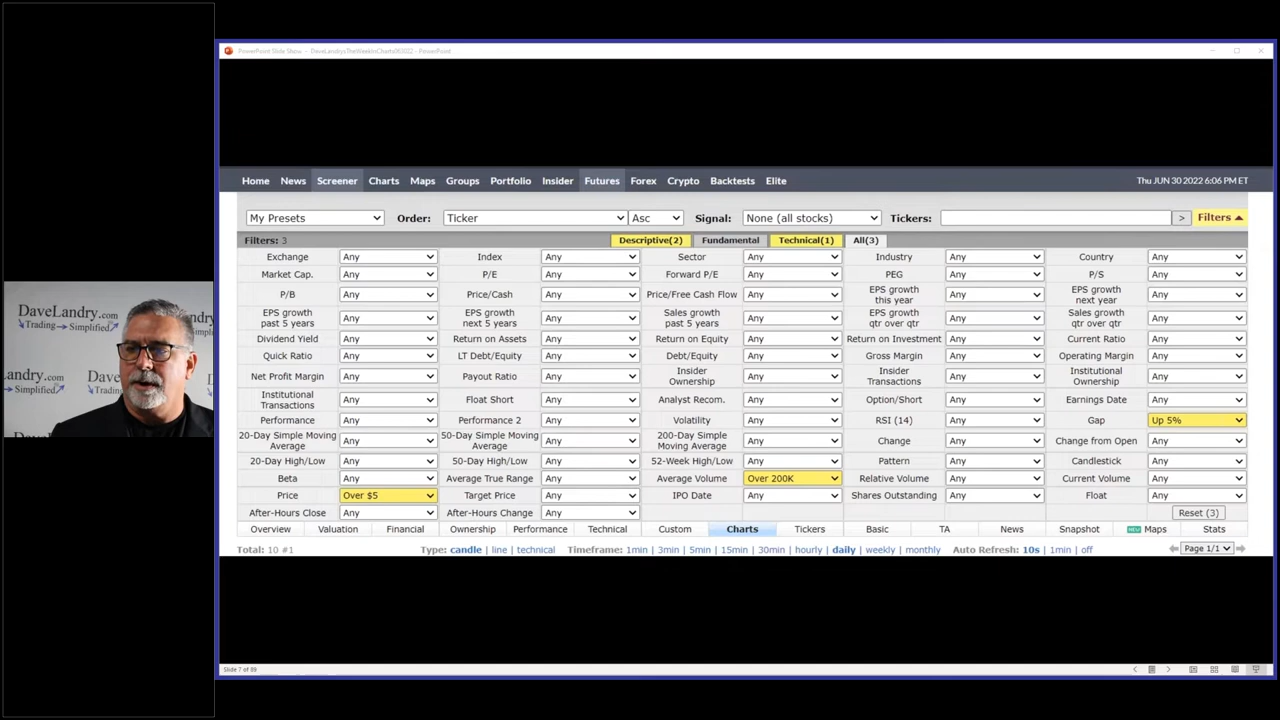 PowerPoint Slide Show - DaveLandrysTheWeekInCharts063022 - PowerPoint
Home News Screener Charts Maps Groups Portfolio Insider Futures Forex Crypto Backtests Elite Thu JUN 30 2022 6:06 PM ET
My Presets Order: Ticker Asc Signal: None (all stocks) Tickers: > Filters
Filters: 3 Descriptive(2) Fundamental Technical(1) All(3)
Exchange Any Index Any Sector Any Industry Any Country Any
Market Cap. Any P/E Any Forward P/E Any PEG Any P/S Any
P/B Any Price/Cash Any Price/Free Cash Flow Any EPS growth this year Any EPS growth next year Any
EPS growth past 5 years Any EPS growth next 5 years Any Sales growth past 5 years Any EPS growth qtr over qtr Any Sales growth qtr over qtr Any
Dividend Yield Any Return on Assets Any Return on Equity Any Return on Investment Any Current Ratio Any
Quick Ratio Any LT Debt/Equity Any Debt/Equity Any Gross Margin Any Operating Margin Any
Net Profit Margin Any Payout Ratio Any Insider Ownership Any Insider Transactions Any Institutional Ownership Any
Institutional Transactions Any Float Short Any Analyst Recom. Any Option/Short Any Earnings Date Any
Performance Any Performance 2 Any Volatility Any RSI (14) Any Gap Up 5%
20-Day Simple Moving Average Any 50-Day Simple Moving Average Any 200-Day Simple Moving Average Any Change Any Change from Open Any
20-Day High/Low Any 50-Day High/Low Any 52-Week High/Low Any Pattern Any Candlestick Any
Beta Any Average True Range Any Average Volume Over 200K Relative Volume Any Current Volume Any
Price Over $5 Target Price Any IPO Date Any Shares Outstanding Any Float Any
After-Hours Close Any After-Hours Change Any Reset (3)
Overview Valuation Financial Ownership Performance Technical Custom Charts Tickers Basic TA News Snapshot NEW Maps Stats
Total: 10 #1 Type: candle | line | technical Timeframe: 1min | 3min | 5min | 15min | 30min | hourly | daily | weekly | monthly Auto Refresh: 10s | 1min | off Page 1/1
DaveLandry.com
Trading Simplified
Slide 7 of 89